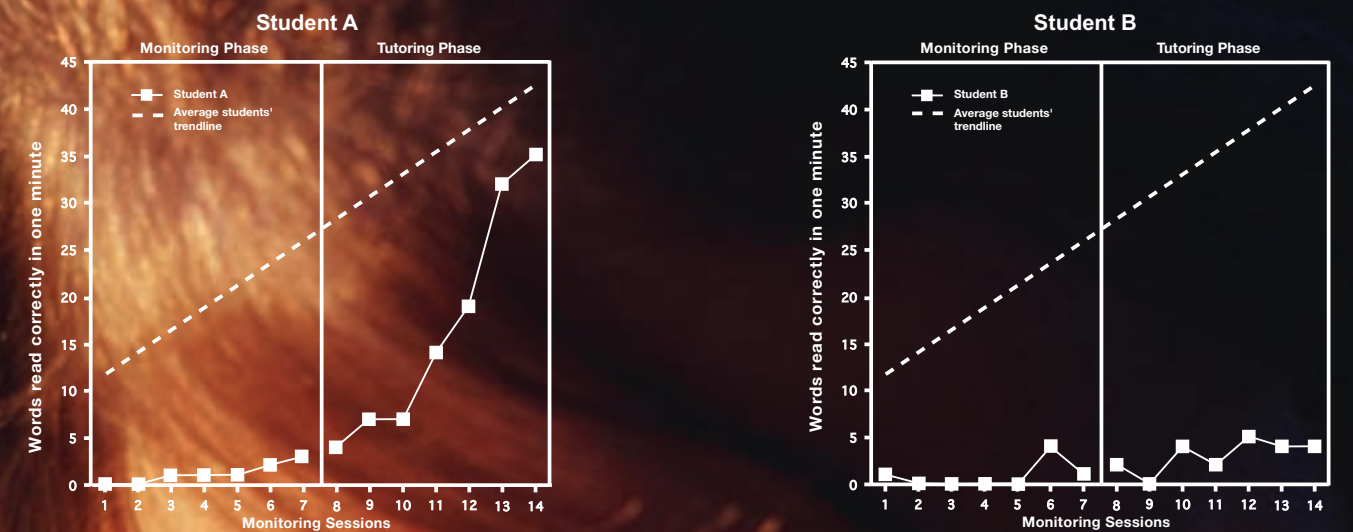 Student A
Monitoring Phase
Tutoring Phase
45
40
35
30
25
20
15
10
5
0
Words read correctly in one minute
Student A
Average students'
trendline
1 2 3 4 5 6 7 8 9 10 11 12 13 14
Monitoring Sessions
Student B
Monitoring Phase
Tutoring Phase
45
40
35
30
25
20
15
10
5
0
Words read correctly in one minute
Student B
Average students'
trendline
1 2 3 4 5 6 7 8 9 10 11 12 13 14
Monitoring Sessions